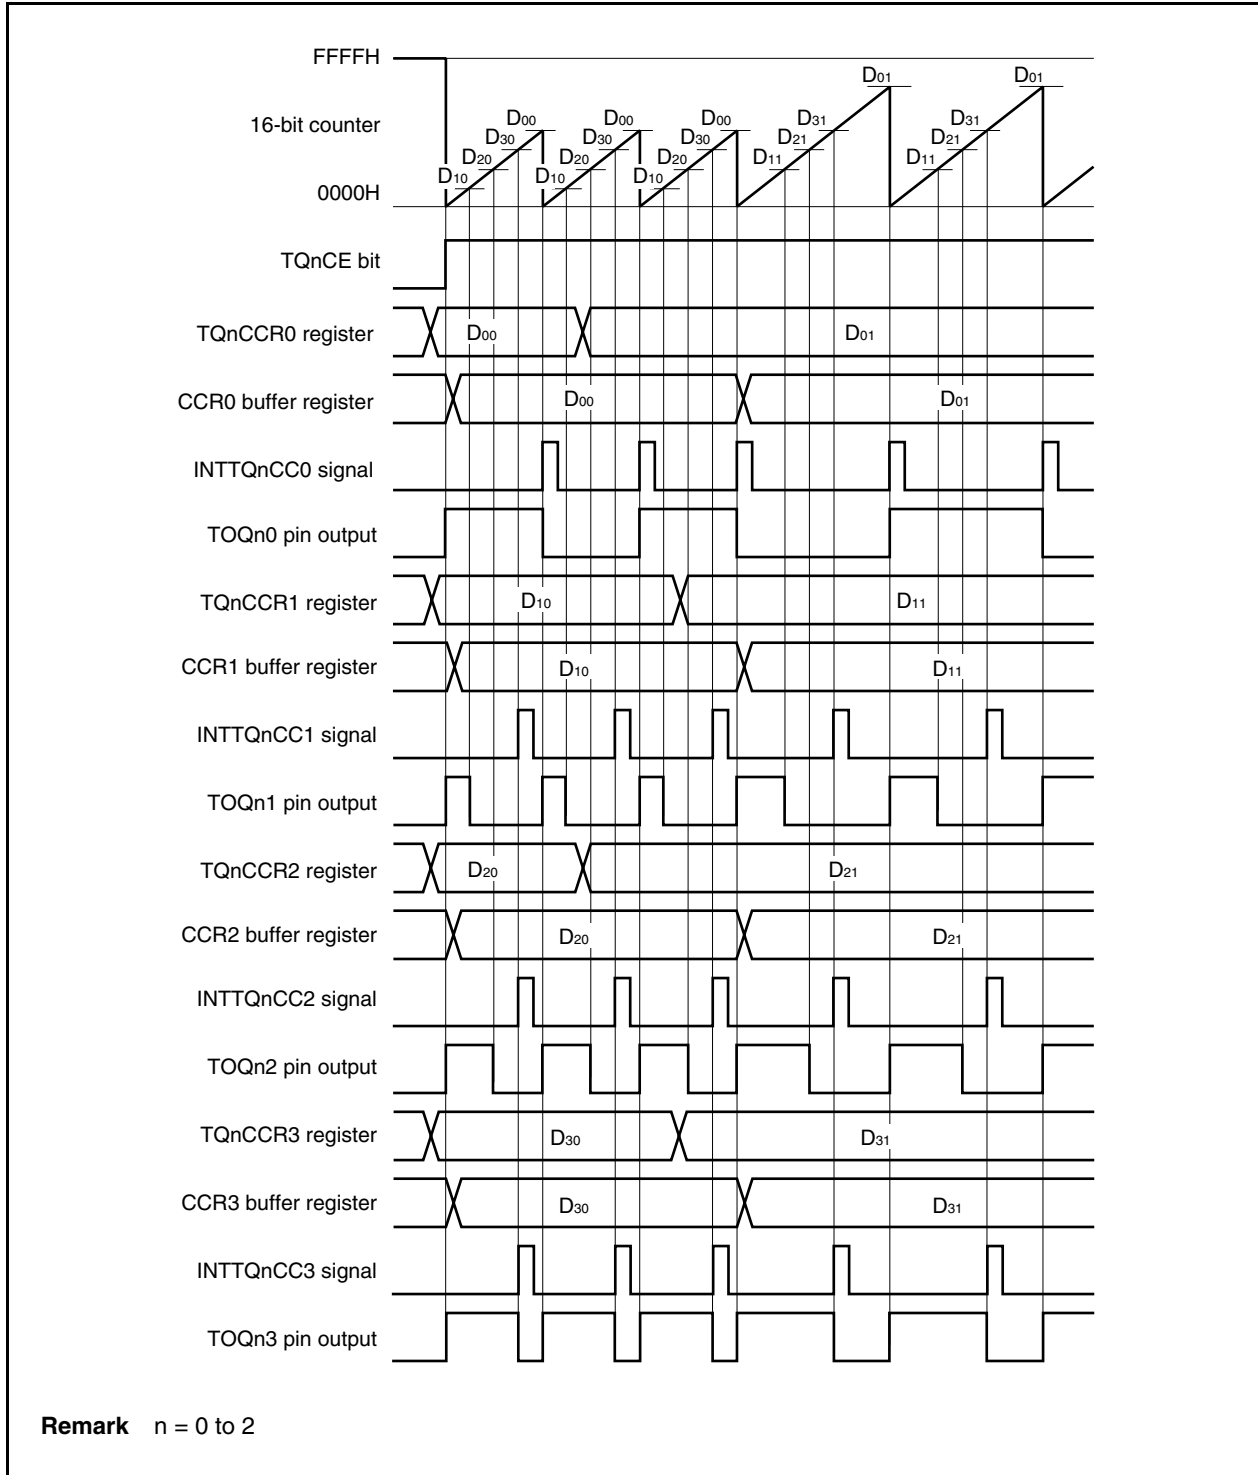 FFFFH
D01 D01
16-bit counter
D00 D00 D00 D31 D31
D30 D30 D30 D21 D21
D20 D20 D20 D11 D11
D10 D10 D10
0000H
TQnCE bit
TQnCCR0 register D00 D01
CCR0 buffer register D00 D01
INTTQnCC0 signal
TOQn0 pin output
TQnCCR1 register D10 D11
CCR1 buffer register D10 D11
INTTQnCC1 signal
TOQn1 pin output
TQnCCR2 register D20 D21
CCR2 buffer register D20 D21
INTTQnCC2 signal
TOQn2 pin output
TQnCCR3 register D30 D31
CCR3 buffer register D30 D31
INTTQnCC3 signal
TOQn3 pin output
Remark n = 0 to 2